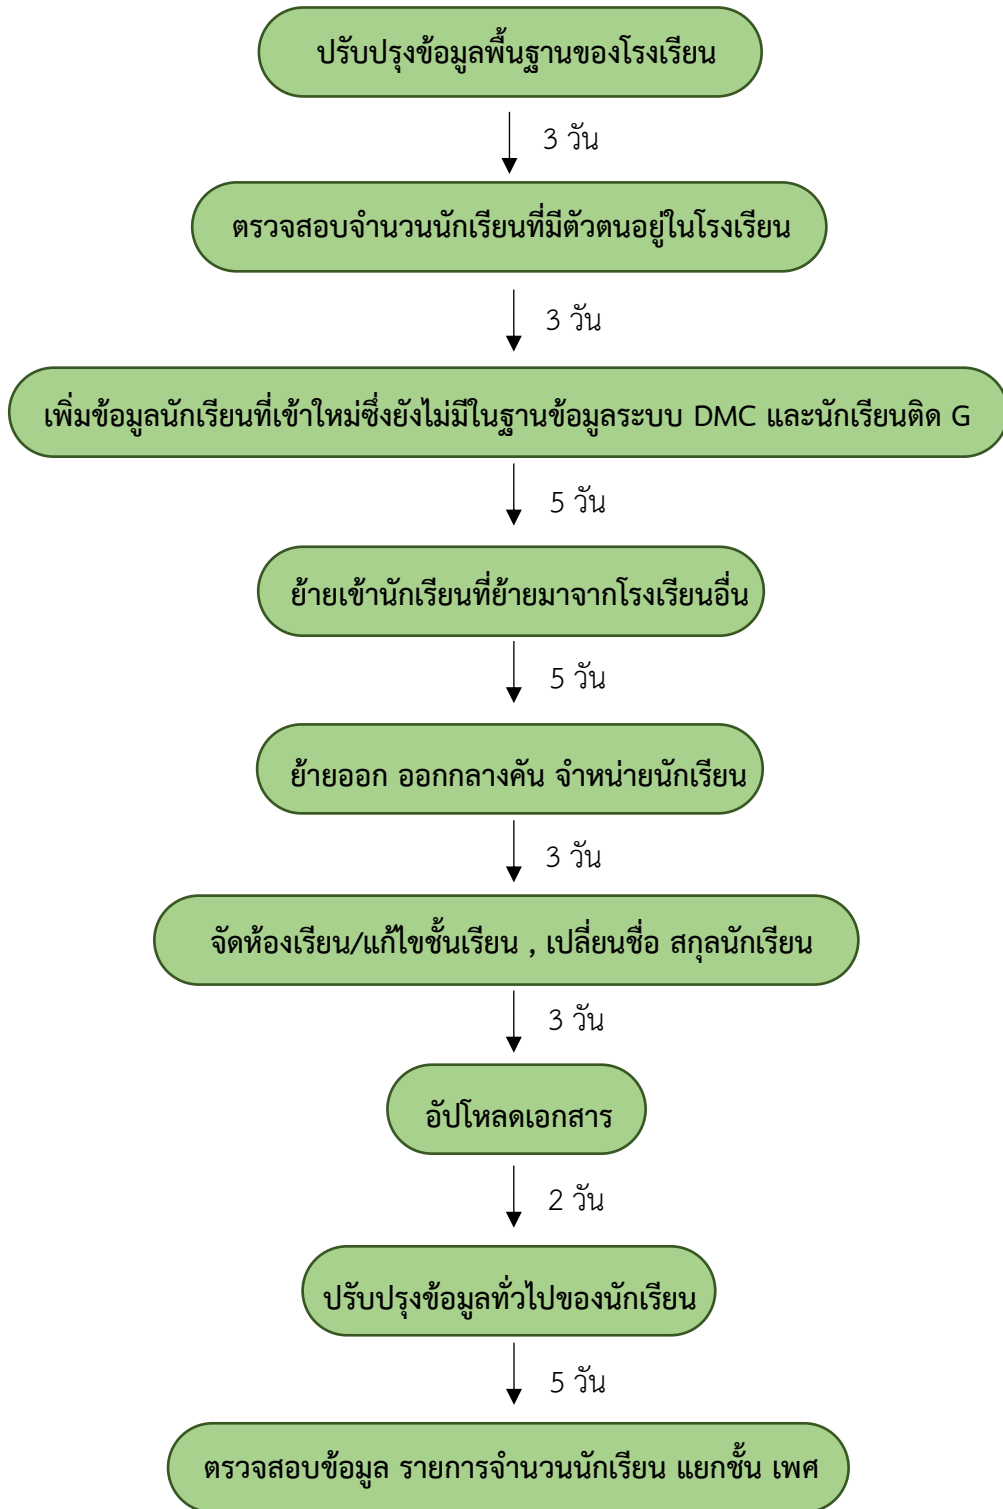 ปรับปรุงข้อมูลพื้นฐานของโรงเรียน
3 วัน
ตรวจสอบจำนวนนักเรียนที่มีตัวตนอยู่ในโรงเรียน
3 วัน
เพิ่มข้อมูลนักเรียนที่เข้าใหม่ซึ่งยังไม่มีในฐานข้อมูลระบบ DMC และนักเรียนติด G
5 วัน
ย้ายเข้านักเรียนที่ย้ายมาจากโรงเรียนอื่น
5 วัน
ย้ายออก ออกกลางคัน จำหน่ายนักเรียน
3 วัน
จัดห้องเรียน/แก้ไขชั้นเรียน , เปลี่ยนชื่อ สกุลนักเรียน
3 วัน
อัปโหลดเอกสาร
2 วัน
ปรับปรุงข้อมูลทั่วไปของนักเรียน
5 วัน
ตรวจสอบข้อมูล รายการจำนวนนักเรียน แยกชั้น เพศ